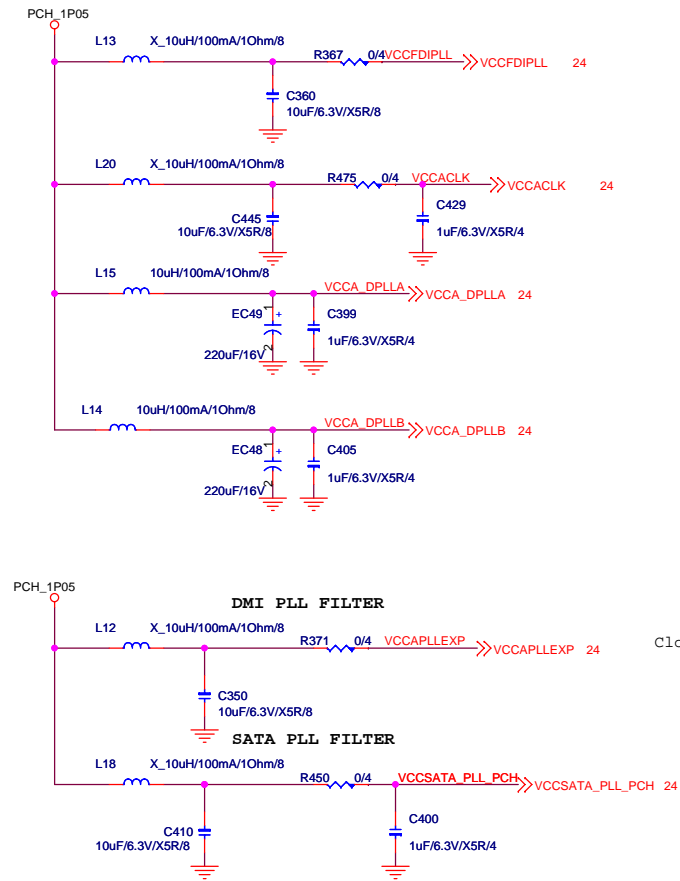 PCH_1P05
L13 X_10uH/100mA/1Ohm/8
R367 0/4 VCCFDIPLL VCCFDIPLL 24
C360
10uF/6.3V/X5R/8
L20 X_10uH/100mA/1Ohm/8
R475 0/4 VCCACLK VCCACLK 24
C445
10uF/6.3V/X5R/8
C429
1uF/6.3V/X5R/4
L15 10uH/100mA/1Ohm/8
VCCA_DPLLA VCCA_DPLLA 24
EC49 1 + 2
220uF/16V
C399
1uF/6.3V/X5R/4
L14 10uH/100mA/1Ohm/8
VCCA_DPLLB VCCA_DPLLB 24
EC48 1 + 2
220uF/16V
C405
1uF/6.3V/X5R/4
PCH_1P05
DMI PLL FILTER
L12 X_10uH/100mA/1Ohm/8
R371 0/4 VCCAPLLEXP VCCAPLLEXP 24
Clo
C350
10uF/6.3V/X5R/8
SATA PLL FILTER
L18 X_10uH/100mA/1Ohm/8
R450 0/4 VCCSATA_PLL_PCH VCCSATA_PLL_PCH 24
C410
10uF/6.3V/X5R/8
C400
1uF/6.3V/X5R/4